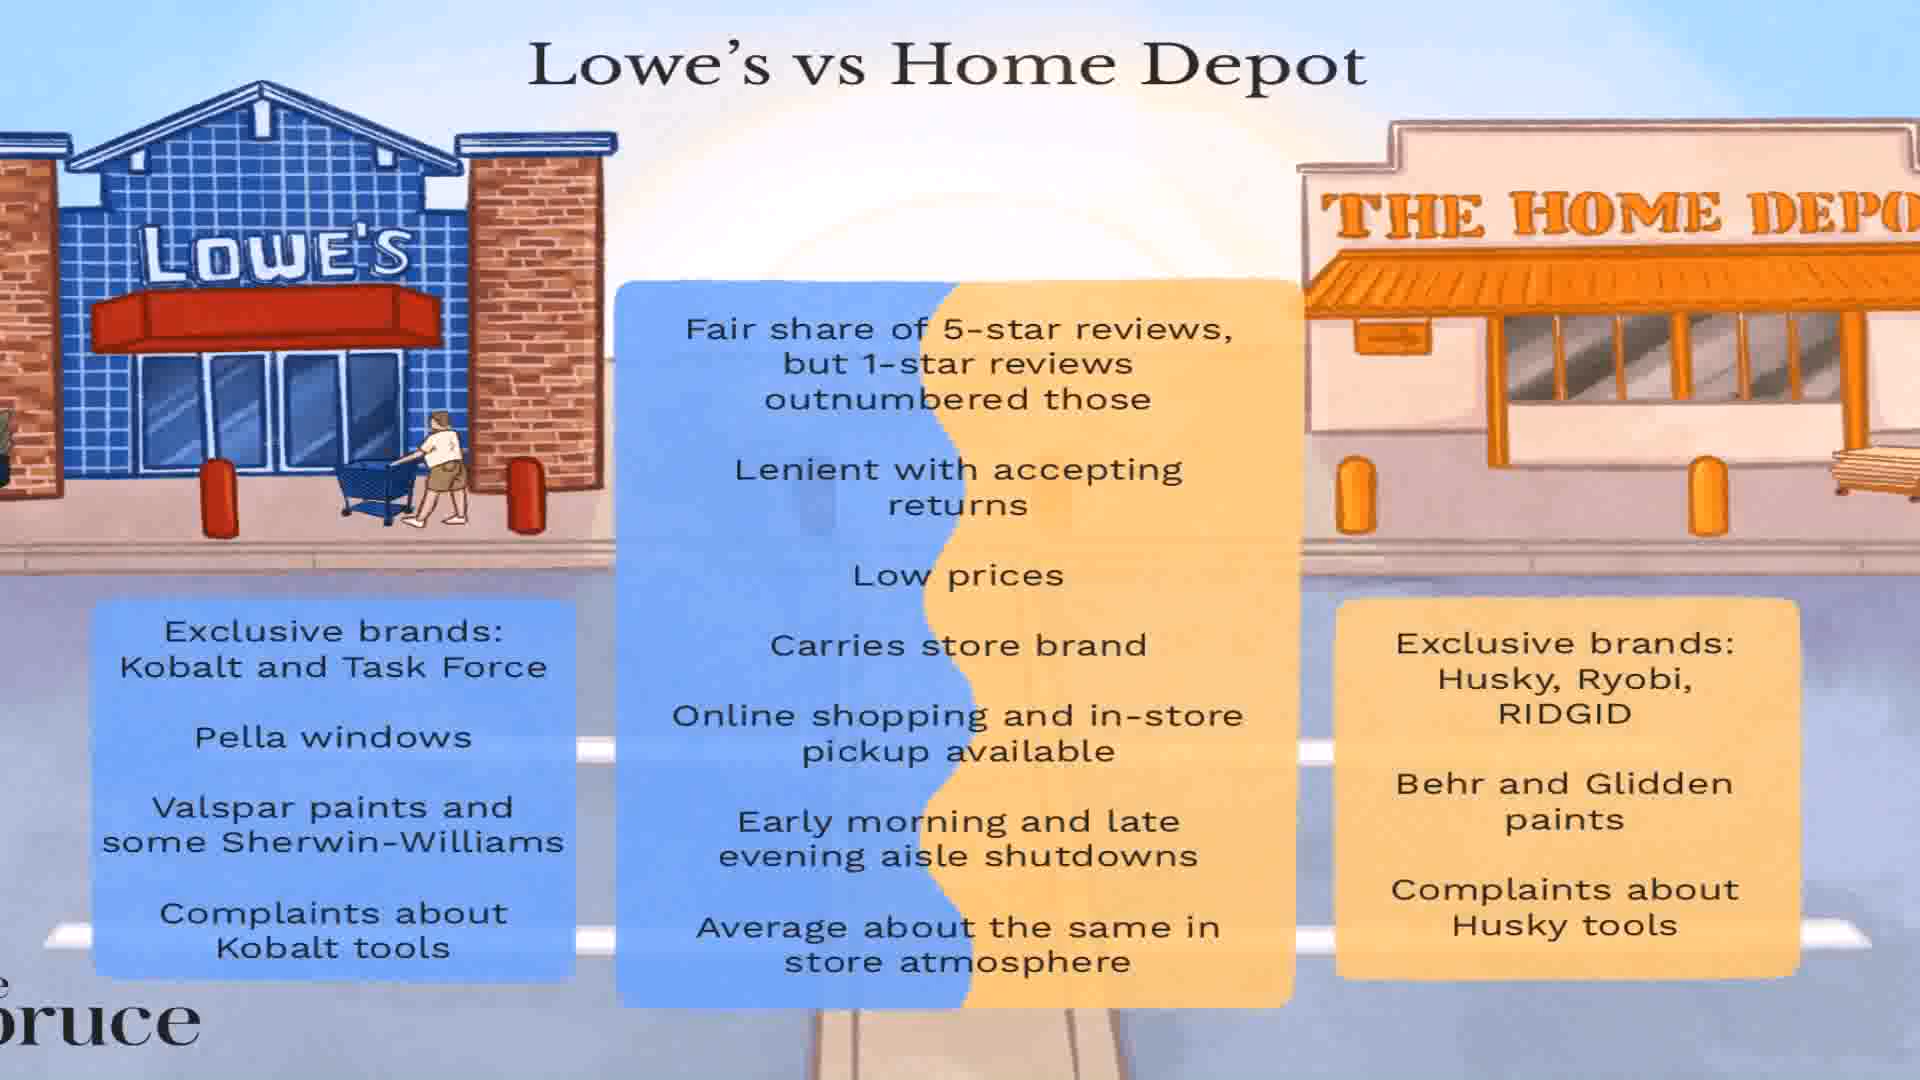 Lowe's vs Home Depot
LOWE'S
THE HOME DEPO
Fair share of 5-star reviews,
but 1-star reviews
outnumbered those
Lenient with accepting
returns
Low prices
Carries store brand
Online shopping and in-store
pickup available
Early morning and late
evening aisle shutdowns
Average about the same in
store atmosphere
Exclusive brands:
Kobalt and Task Force
Pella windows
Valspar paints and
some Sherwin-Williams
Complaints about
Kobalt tools
Exclusive brands:
Husky, Ryobi,
RIDGID
Behr and Glidden
paints
Complaints about
Husky tools